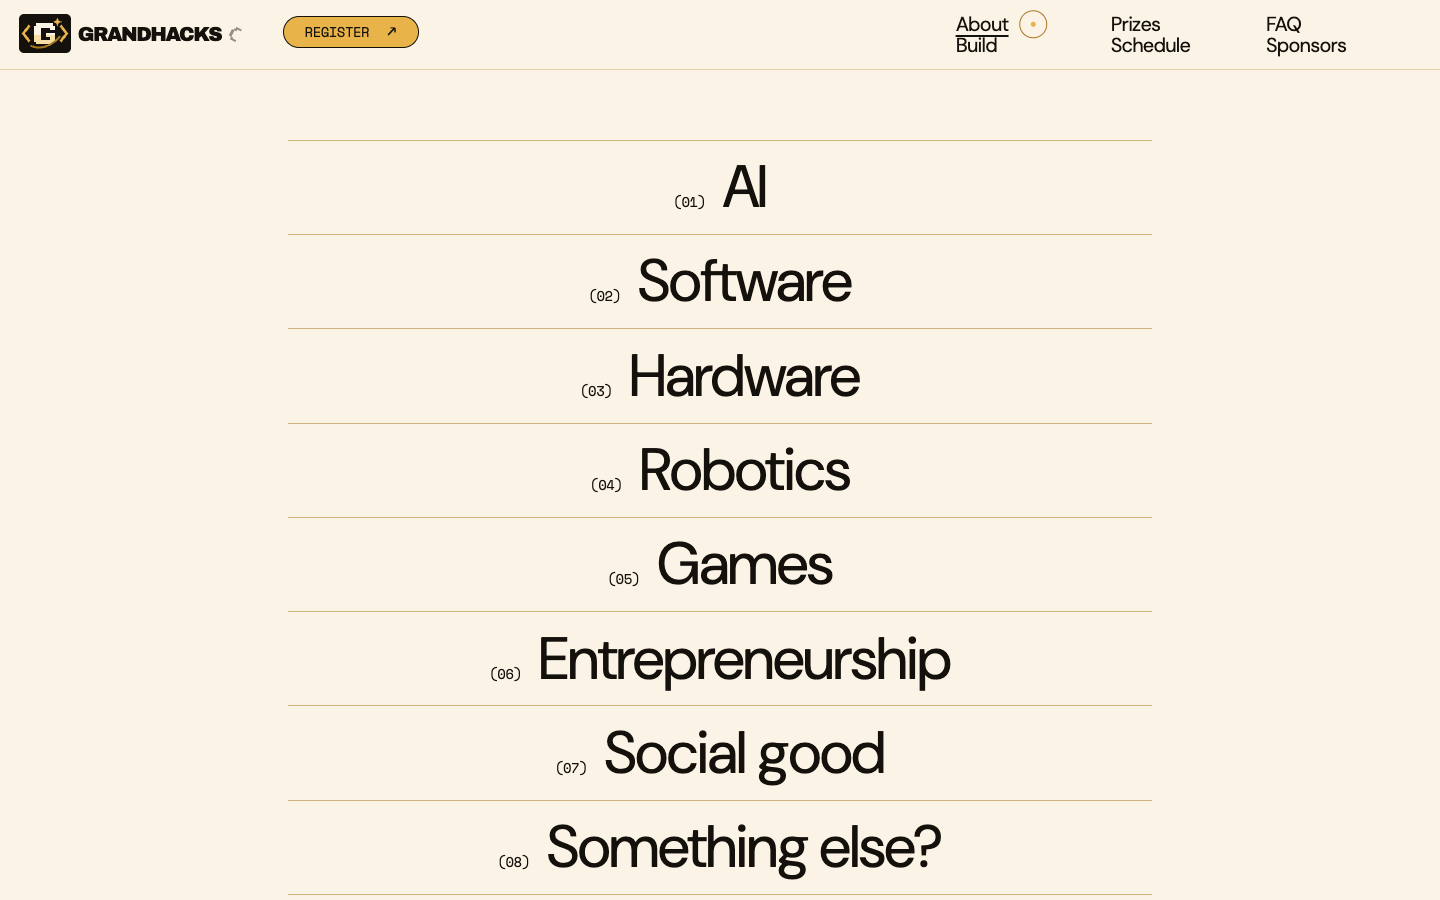 GRANDHACKS
REGISTER ↗
About
Build
Prizes
Schedule
FAQ
Sponsors
(01) AI
(02) Software
(03) Hardware
(04) Robotics
(05) Games
(06) Entrepreneurship
(07) Social good
(08) Something else?